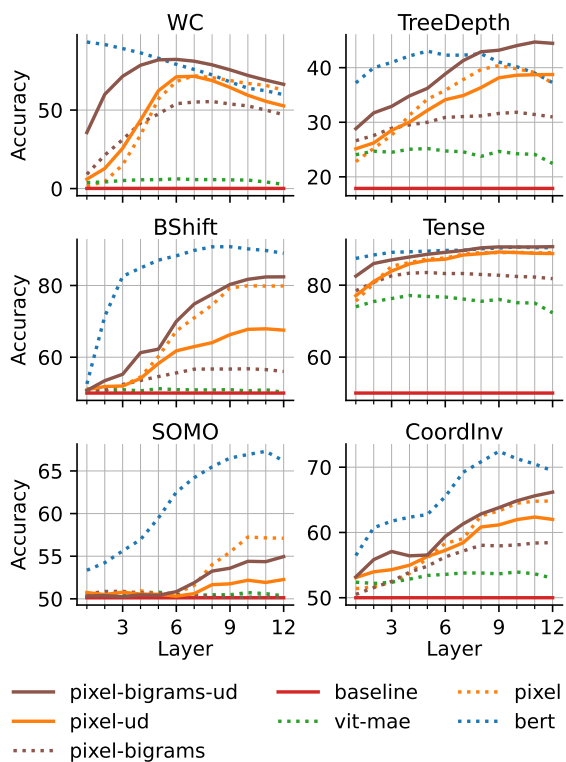 WC
TreeDepth
Accuracy
50
0
40
30
20
BShift
Tense
Accuracy
80
60
80
60
SOMO
CoordInv
Accuracy
65
60
55
50
70
60
50
3 6 9 12
3 6 9 12
Layer
Layer
pixel-bigrams-ud
baseline
pixel
pixel-ud
vit-mae
bert
pixel-bigrams